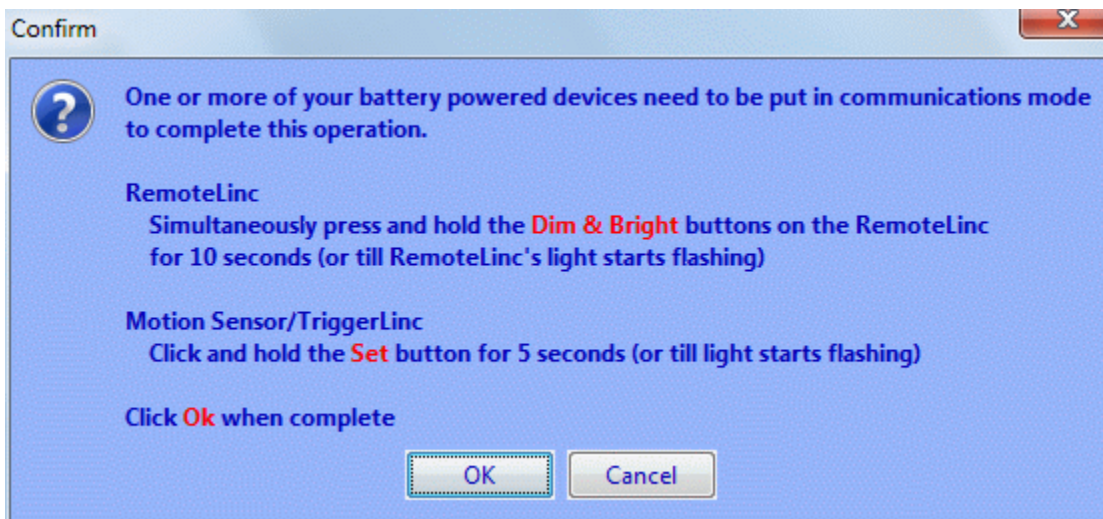 Confirm
One or more of your battery powered devices need to be put in communications mode
to complete this operation.
RemoteLinc
Simultaneously press and hold the Dim & Bright buttons on the RemoteLinc
for 10 seconds (or till RemoteLinc's light starts flashing)
Motion Sensor/TriggerLinc
Click and hold the Set button for 5 seconds (or till light starts flashing)
Click Ok when complete
OK Cancel